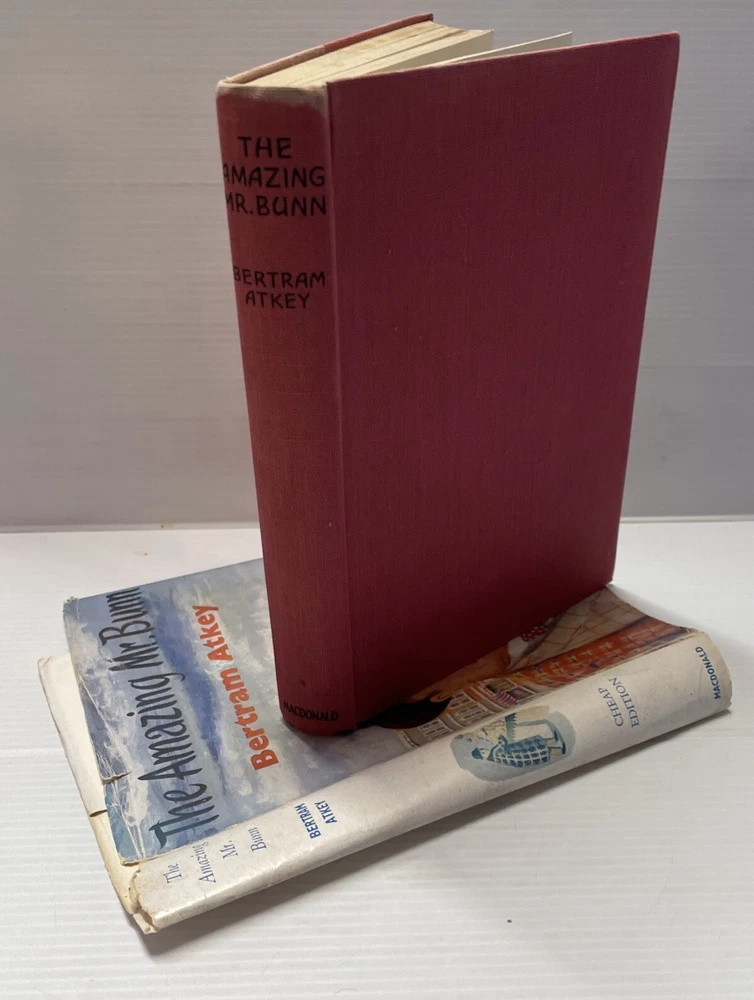 THE
AMAZING
MR. BUNN
BERTRAM
ATKEY
MACDONALD
The Amazing Mr. Bunn
Bertram Atkey
The
Amazing
Mr.
Bunn
BERTRAM
ATKEY
CHEAP
EDITION
MACDONALD